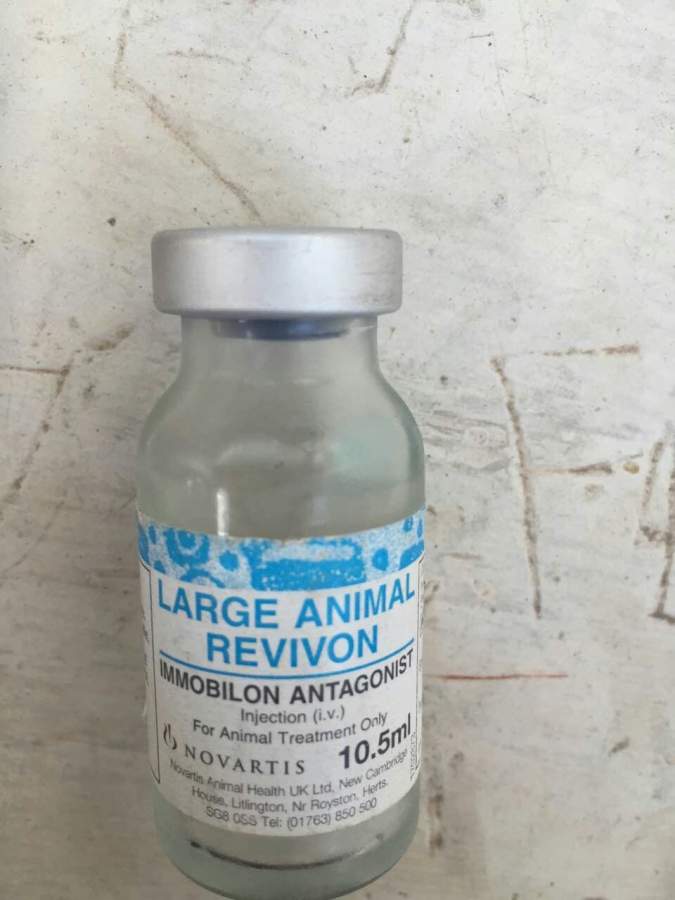 LARGE ANIMAL
REVIVON
IMMOBILON ANTAGONIST
Injection (i.v.)
For Animal Treatment Only
NOVARTIS 10.5ml
Novartis Animal Health UK Ltd, New Cambridge
House, Litlington, Nr Royston, Herts.
SG8 0SS Tel: (01763) 850 500